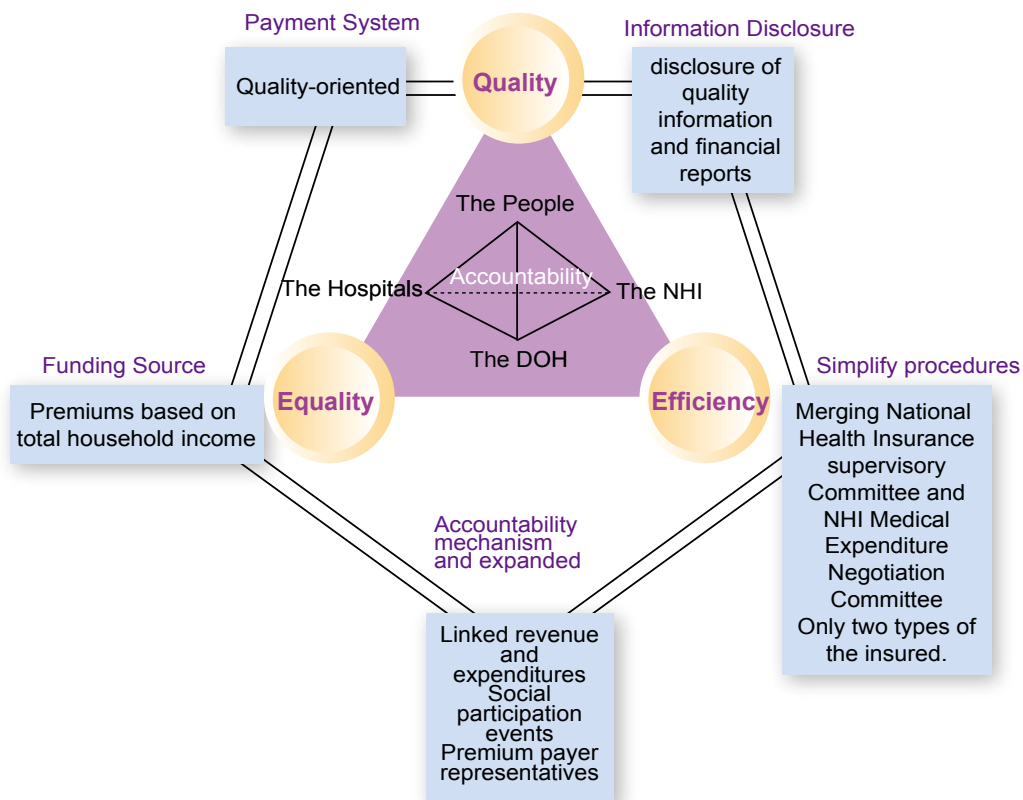 Payment System
Quality-oriented
Quality
Information Disclosure
disclosure of
quality
information
and financial
reports
The People
Accountability
The Hospitals
The NHI
The DOH
Funding Source
Premiums based on
total household income
Equality
Efficiency
Simplify procedures
Merging National
Health Insurance
supervisory
Committee and
NHI Medical
Expenditure
Negotiation
Committee
Only two types of
the insured.
Accountability
mechanism
and expanded
Linked revenue
and
expenditures
Social
participation
events
Premium payer
representatives